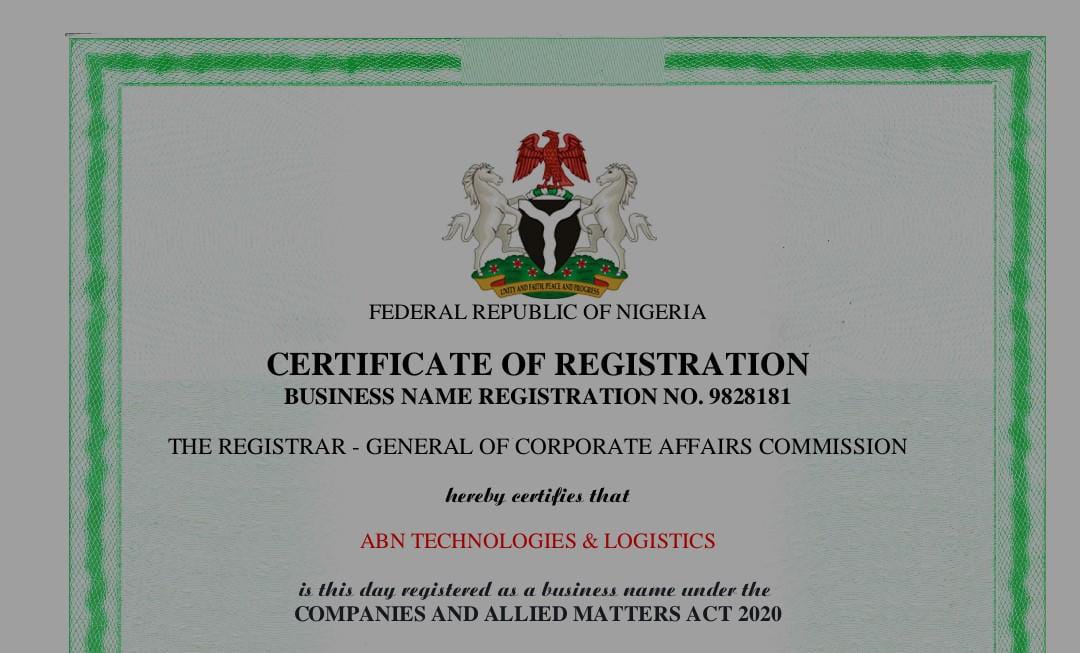 UNITY AND FAITH, PEACE AND PROGRESS
FEDERAL REPUBLIC OF NIGERIA
CERTIFICATE OF REGISTRATION
BUSINESS NAME REGISTRATION NO. 9828181
THE REGISTRAR - GENERAL OF CORPORATE AFFAIRS COMMISSION
hereby certifies that
ABN TECHNOLOGIES & LOGISTICS
is this day registered as a business name under the
COMPANIES AND ALLIED MATTERS ACT 2020